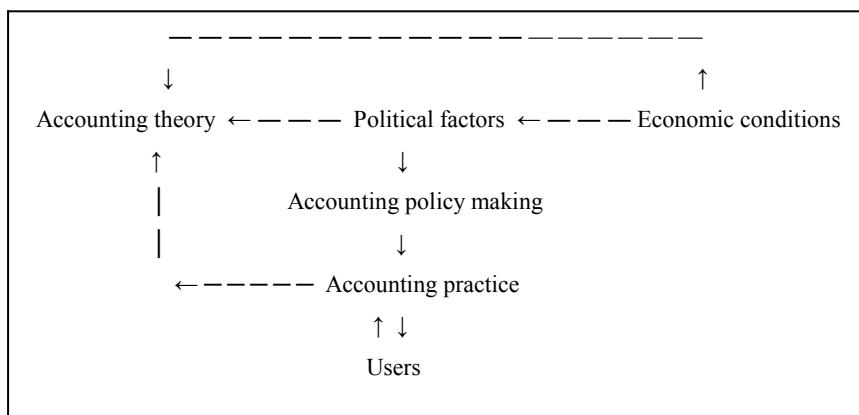 Accounting theory ← — — — Political factors ← — — — Economic conditions
Accounting policy making
Accounting practice
Users